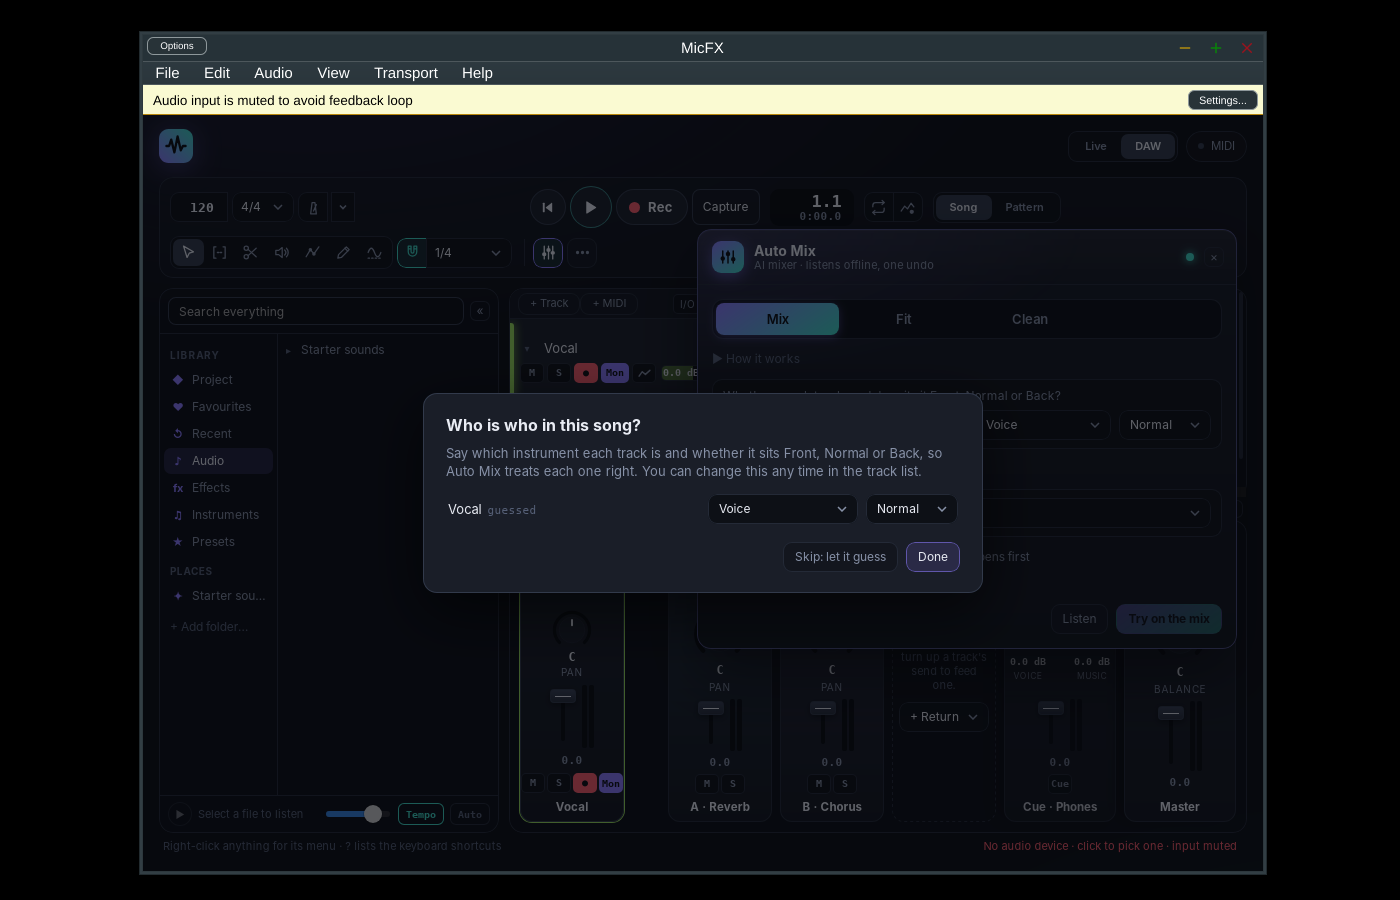 Options
MicFX
File Edit Audio View Transport Help
Audio input is muted to avoid feedback loop
Settings...
Live DAW MIDI
120 4/4
Rec Capture
1.1
0:00.0
Song Pattern
1/4
Auto Mix
AI mixer · listens offline, one undo
×
Search everything
«
+ Track + MIDI I/O
Mix Fit Clean
LIBRARY
Starter sounds
Vocal
▶ How it works
Project
M S Mon 0.0 dB
Favourites
Normal or Back?
Recent
Voice Normal
Audio
Effects
Instruments
Presets
PLACES
Starter sou...
+ Add folder...
Who is who in this song?
Say which instrument each track is and whether it sits Front, Normal or Back, so
Auto Mix treats each one right. You can change this any time in the track list.
Vocal guessed Voice Normal
Skip: let it guess Done
first
Listen Try on the mix
C
PAN
0.0
M S Mon
Vocal
C
PAN
0.0
M S
A · Reverb
C
PAN
0.0
M S
B · Chorus
turn up a track's
send to feed
one.
+ Return
0.0 dB 0.0 dB
VOICE MUSIC
0.0
Cue
Cue · Phones
C
BALANCE
0.0
Master
Select a file to listen Tempo Auto
Right-click anything for its menu · ? lists the keyboard shortcuts
No audio device · click to pick one · input muted